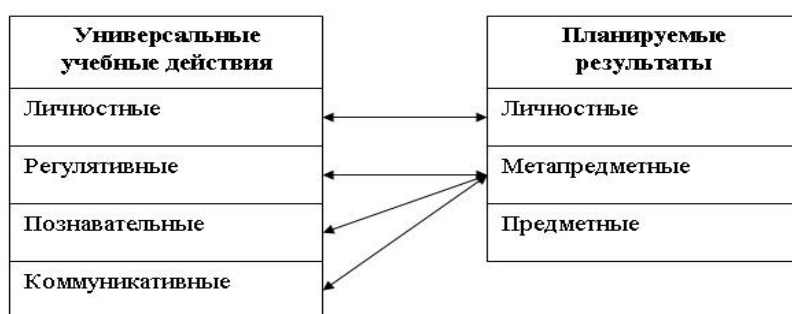 Универсальные
учебные действия
Личностные
Регулятивные
Познавательные
Коммуникативные
Планируемые
результаты
Личностные
Метапредметные
Предметные